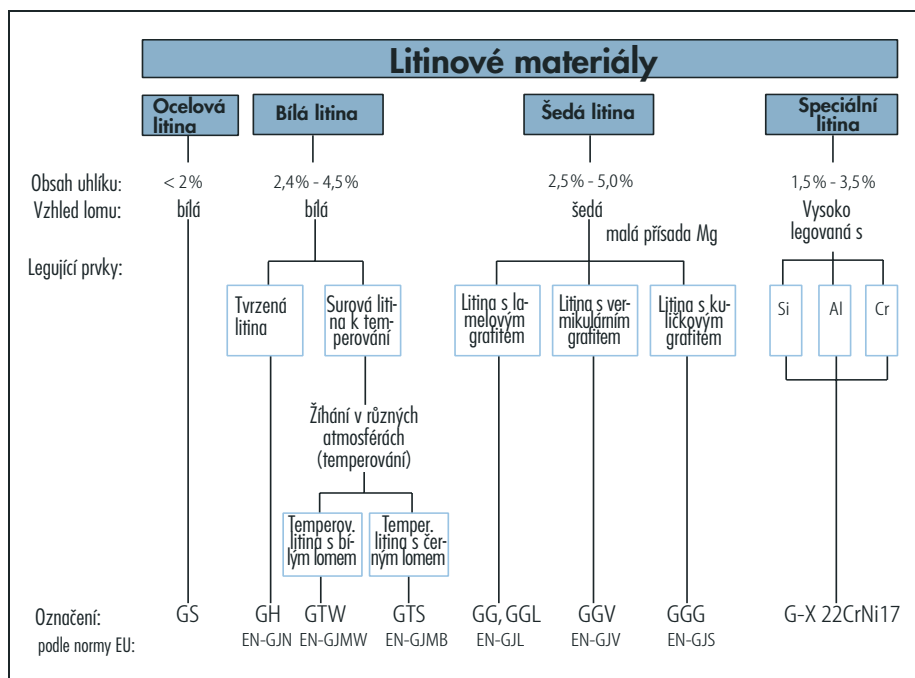 Litinové materiály
Ocelová
litina
Bílá litina
Šedá litina
Speciální
litina
Obsah uhlíku:
< 2%
2,4% - 4,5%
2,5% - 5,0%
1,5% - 3,5%
Vzhled lomu:
bílá
bílá
šedá
Vysoko
legovaná s
malá přísada Mg
Legující prvky:
Tvrzená
litina
Surová liti-
na k tem-
perování
Litina s la-
melovým
grafitem
Litina s ver-
mikulárním
grafitem
Litina s ku-
ličkovým
grafitem
Si
Al
Cr
Žíhání v různých
atmosférách
(temperování)
Temperov.
litina s bí-
lým lomem
Temper.
litina s čer-
ným lomem
Označení:
GS
GH
GTW
GTS
GG, GGL
GGV
GGG
G-X 22CrNi17
podle normy EU:
EN-GJN
EN-GJMW
EN-GJMB
EN-GJL
EN-GJV
EN-GJS